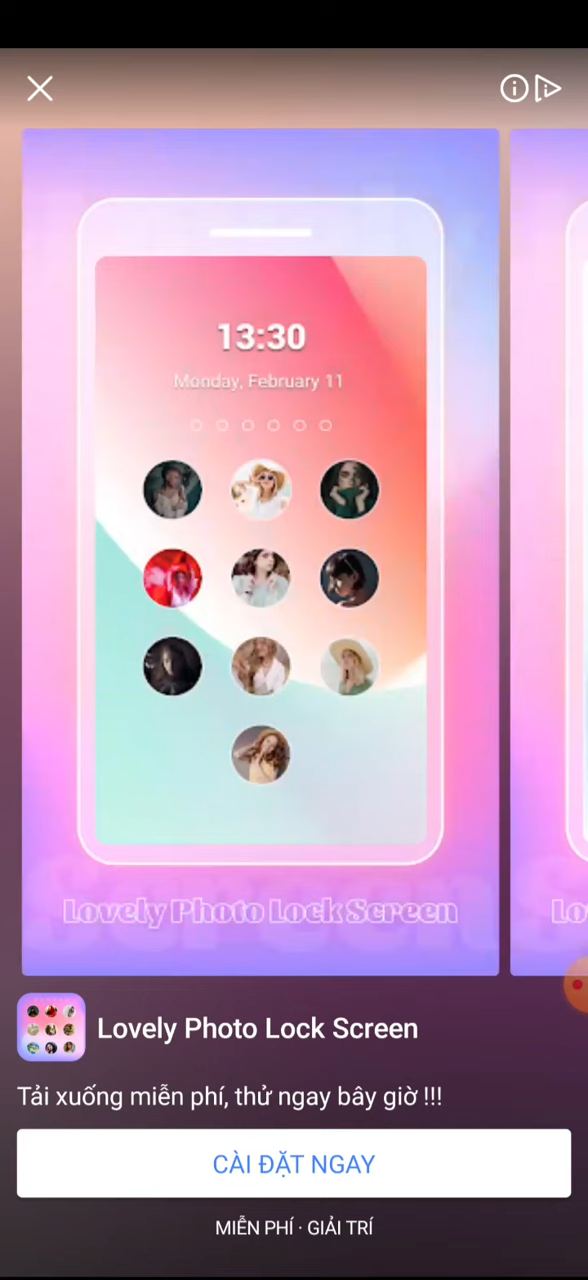 13:30
Monday, February 11
Lovely Photo Lock Screen
Lo
Lovely Photo Lock Screen
Tải xuống miễn phí, thử ngay bây giờ !!!
CÀI ĐẶT NGAY
MIỄN PHÍ · GIẢI TRÍ